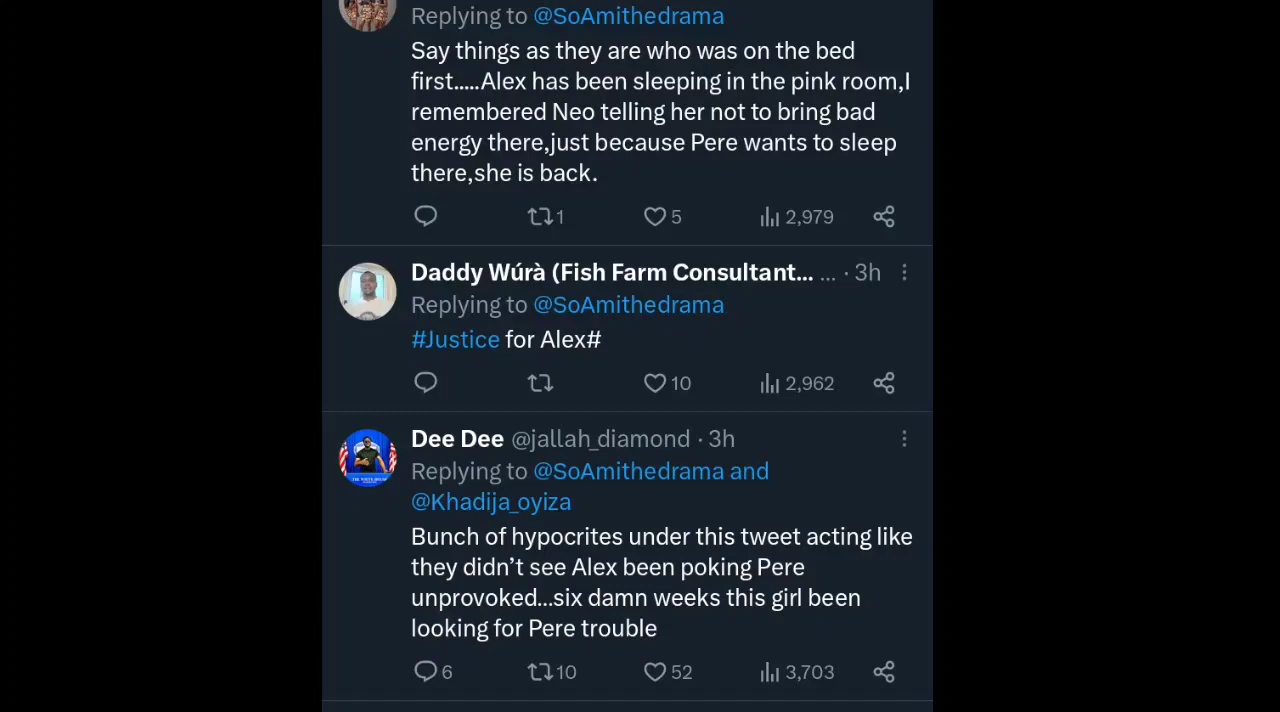 Replying to @SoAmithedrama
Say things as they are who was on the bed
first.....Alex has been sleeping in the pink room,I
remembered Neo telling her not to bring bad
energy there,just because Pere wants to sleep
there,she is back.
1 5 2,979
Daddy Wúrà (Fish Farm Consultant... ... · 3h
Replying to @SoAmithedrama
#Justice for Alex#
10 2,962
Dee Dee @jallah_diamond · 3h
Replying to @SoAmithedrama and
@Khadija_oyiza
Bunch of hypocrites under this tweet acting like
they didn’t see Alex been poking Pere
unprovoked...six damn weeks this girl been
looking for Pere trouble
6 10 52 3,703